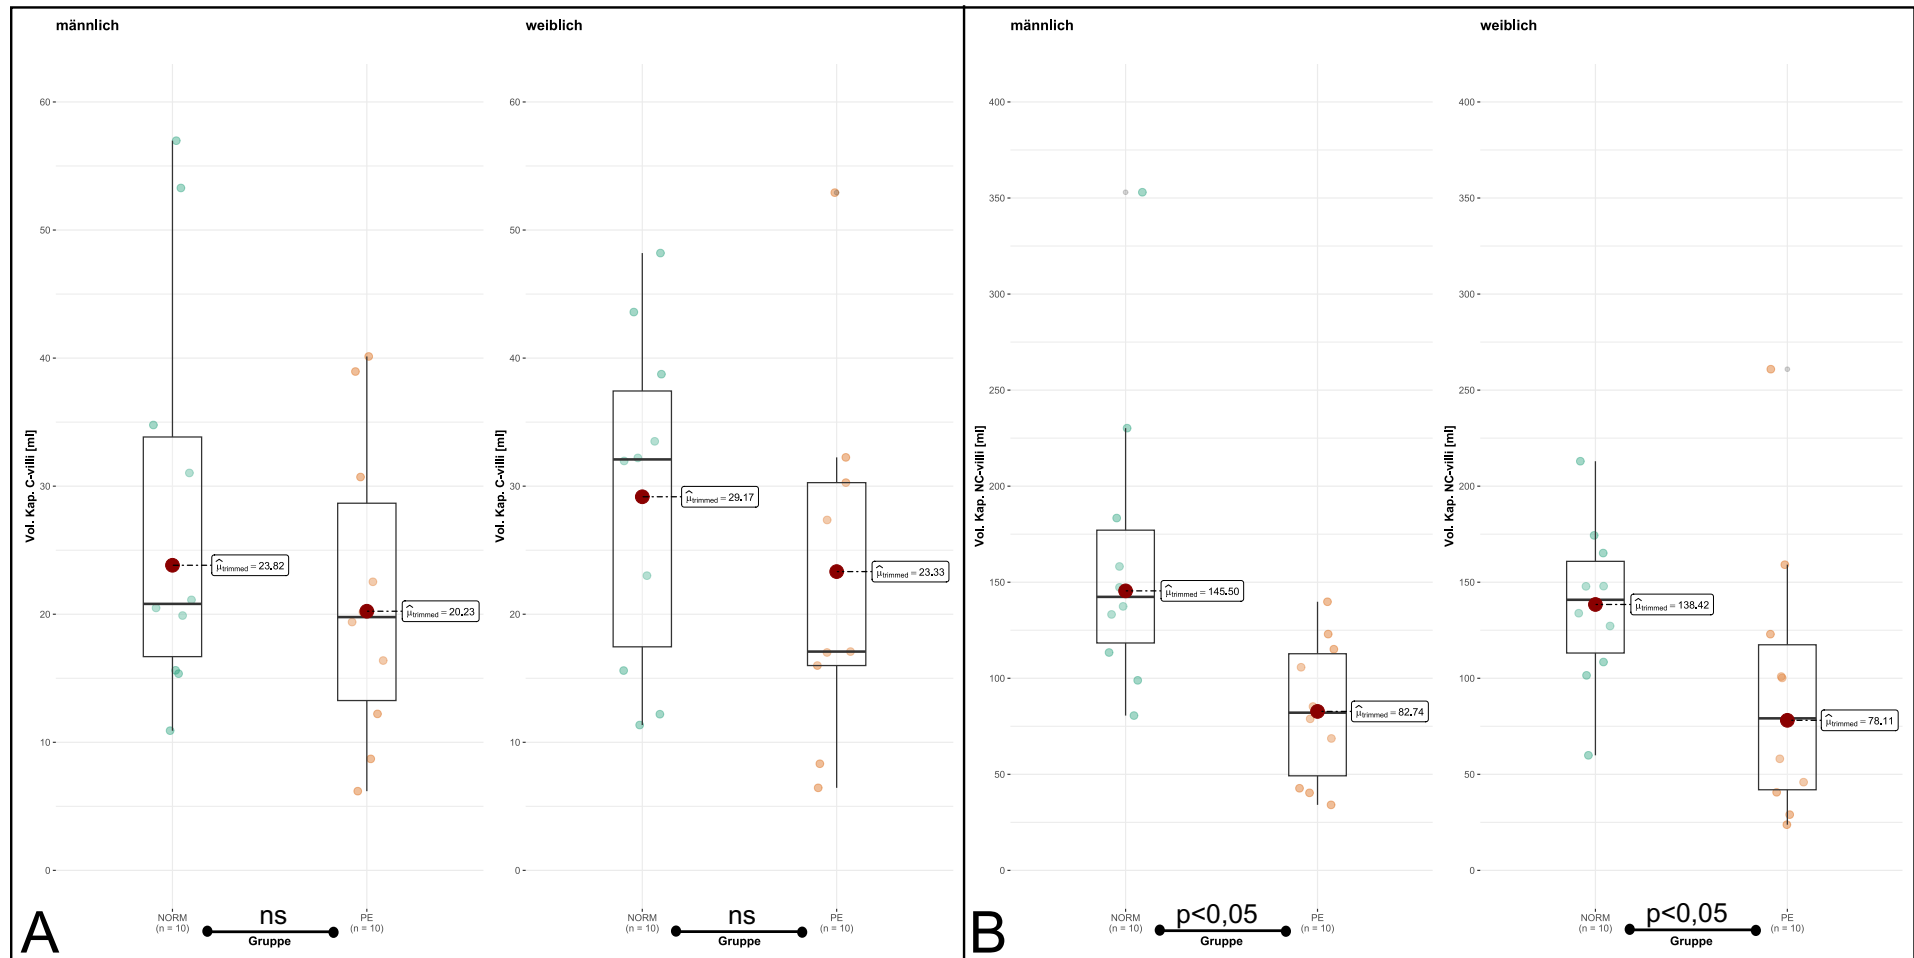 männlich
60
50
40
30
20
10
0
Vol. Kap. C-villi [ml]
μ̂trimmed = 23.82
μ̂trimmed = 20.23
NORM
(n = 10)
PE
(n = 10)
ns
Gruppe
A
weiblich
60
50
40
30
20
10
0
Vol. Kap. C-villi [ml]
μ̂trimmed = 29.17
μ̂trimmed = 23.33
NORM
(n = 10)
PE
(n = 10)
ns
Gruppe
männlich
400
350
300
250
200
150
100
50
0
Vol. Kap. NC-villi [ml]
μ̂trimmed = 145.50
μ̂trimmed = 82.74
NORM
(n = 10)
PE
(n = 10)
p<0,05
Gruppe
B
weiblich
400
350
300
250
200
150
100
50
0
Vol. Kap. NC-villi [ml]
μ̂trimmed = 138.42
μ̂trimmed = 78.11
NORM
(n = 10)
PE
(n = 10)
p<0,05
Gruppe